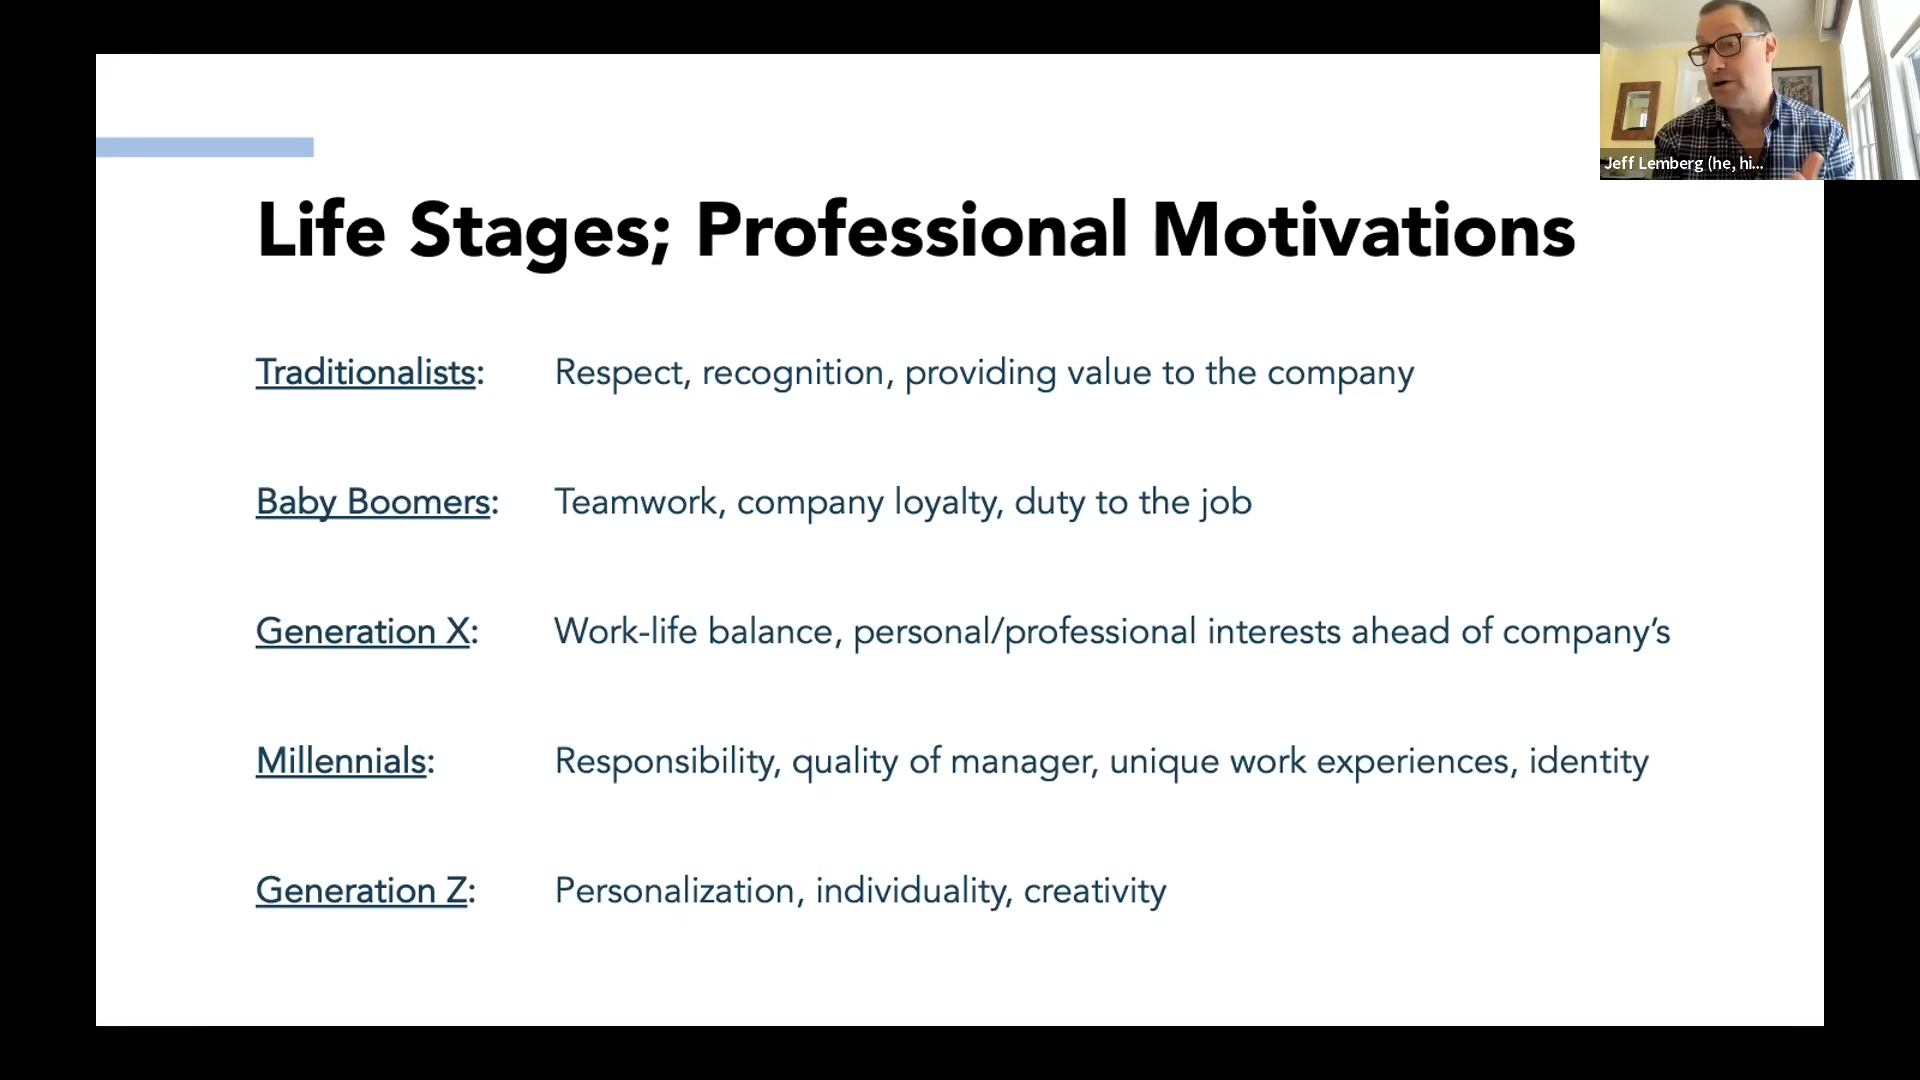 Jeff Lemberg (he, hi...
Life Stages; Professional Motivations
Traditionalists: Respect, recognition, providing value to the company
Baby Boomers: Teamwork, company loyalty, duty to the job
Generation X: Work-life balance, personal/professional interests ahead of company’s
Millennials: Responsibility, quality of manager, unique work experiences, identity
Generation Z: Personalization, individuality, creativity